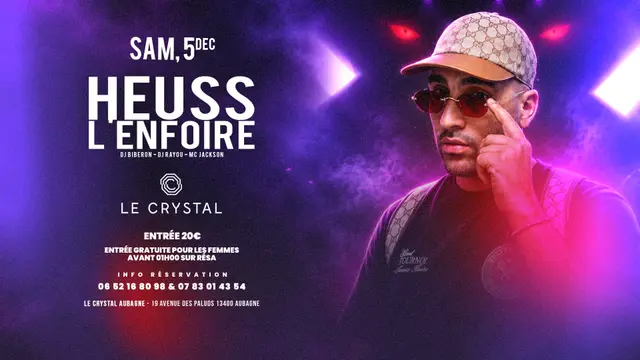 SAM, 5DEC
HEUSS
L'ENFOIRÉ
DJ BIBERON - DJ RAYOU - MC JACKSON
LE CRYSTAL
ENTRÉE 20€
ENTRÉE GRATUITE POUR LES FEMMES
AVANT 01H00 SUR RÉSA
INFO RÉSERVATION
06 52 16 80 98 & 07 83 01 43 54
LE CRYSTAL AUBAGNE - 19 AVENUE DES PALUDS 13400 AUBAGNE